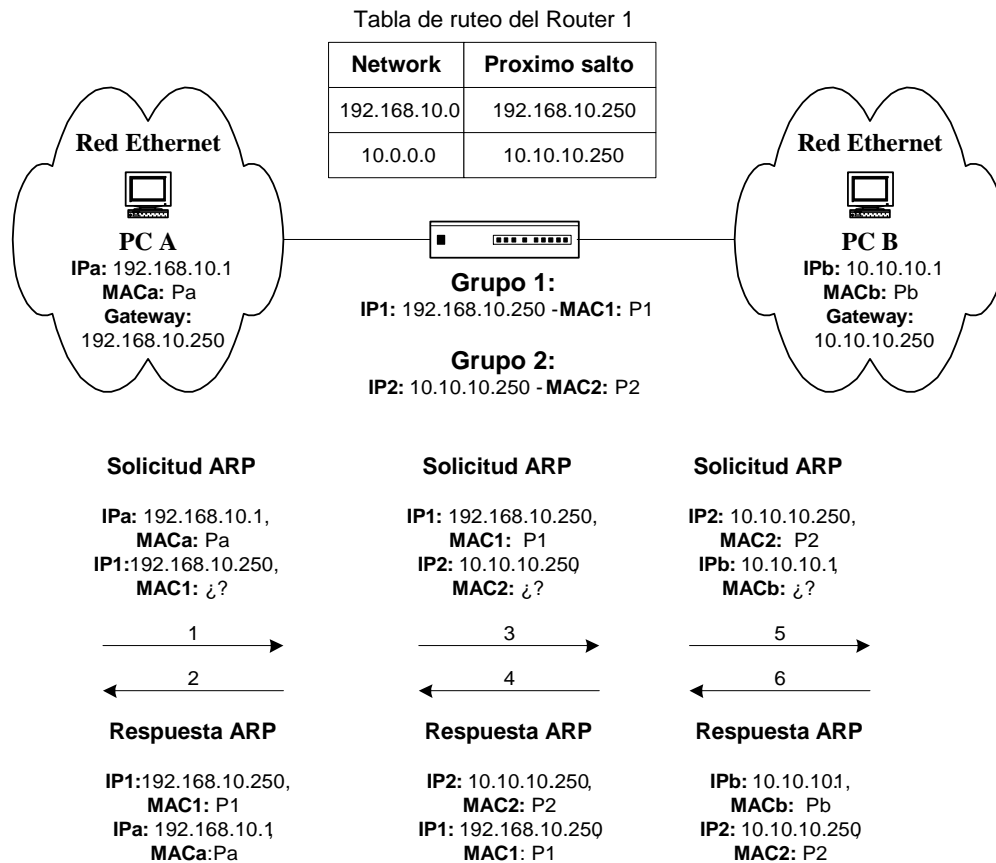 Tabla de ruteo del Router 1
Network Proximo salto
192.168.10.0 192.168.10.250
10.0.0.0 10.10.10.250
Red Ethernet
PC A
IPa: 192.168.10.1
MACa: Pa
Gateway:
192.168.10.250
Grupo 1:
IP1: 192.168.10.250 - MAC1: P1
Grupo 2:
IP2: 10.10.10.250 - MAC2: P2
Red Ethernet
PC B
IPb: 10.10.10.1
MACb: Pb
Gateway:
10.10.10.250
Solicitud ARP
IPa: 192.168.10.1,
MACa: Pa
IP1:192.168.10.250,
MAC1: ¿?
1
2
Respuesta ARP
IP1:192.168.10.250,
MAC1: P1
IPa: 192.168.10.1,
MACa:Pa
Solicitud ARP
IP1: 192.168.10.250,
MAC1: P1
IP2: 10.10.10.250,
MAC2: ¿?
3
4
Respuesta ARP
IP2: 10.10.10.250,
MAC2: P2
IP1: 192.168.10.250,
MAC1: P1
Solicitud ARP
IP2: 10.10.10.250,
MAC2: P2
IPb: 10.10.10.1,
MACb: ¿?
5
6
Respuesta ARP
IPb: 10.10.10.1,
MACb: Pb
IP2: 10.10.10.250,
MAC2: P2